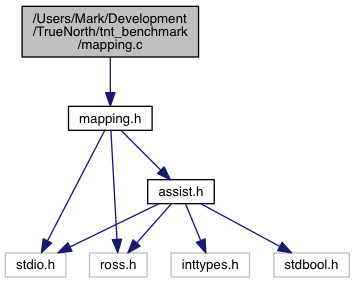 /Users/Mark/Development
/TrueNorth/tnt_benchmark
/mapping.c
mapping.h
assist.h
stdio.h
ross.h
inttypes.h
stdbool.h